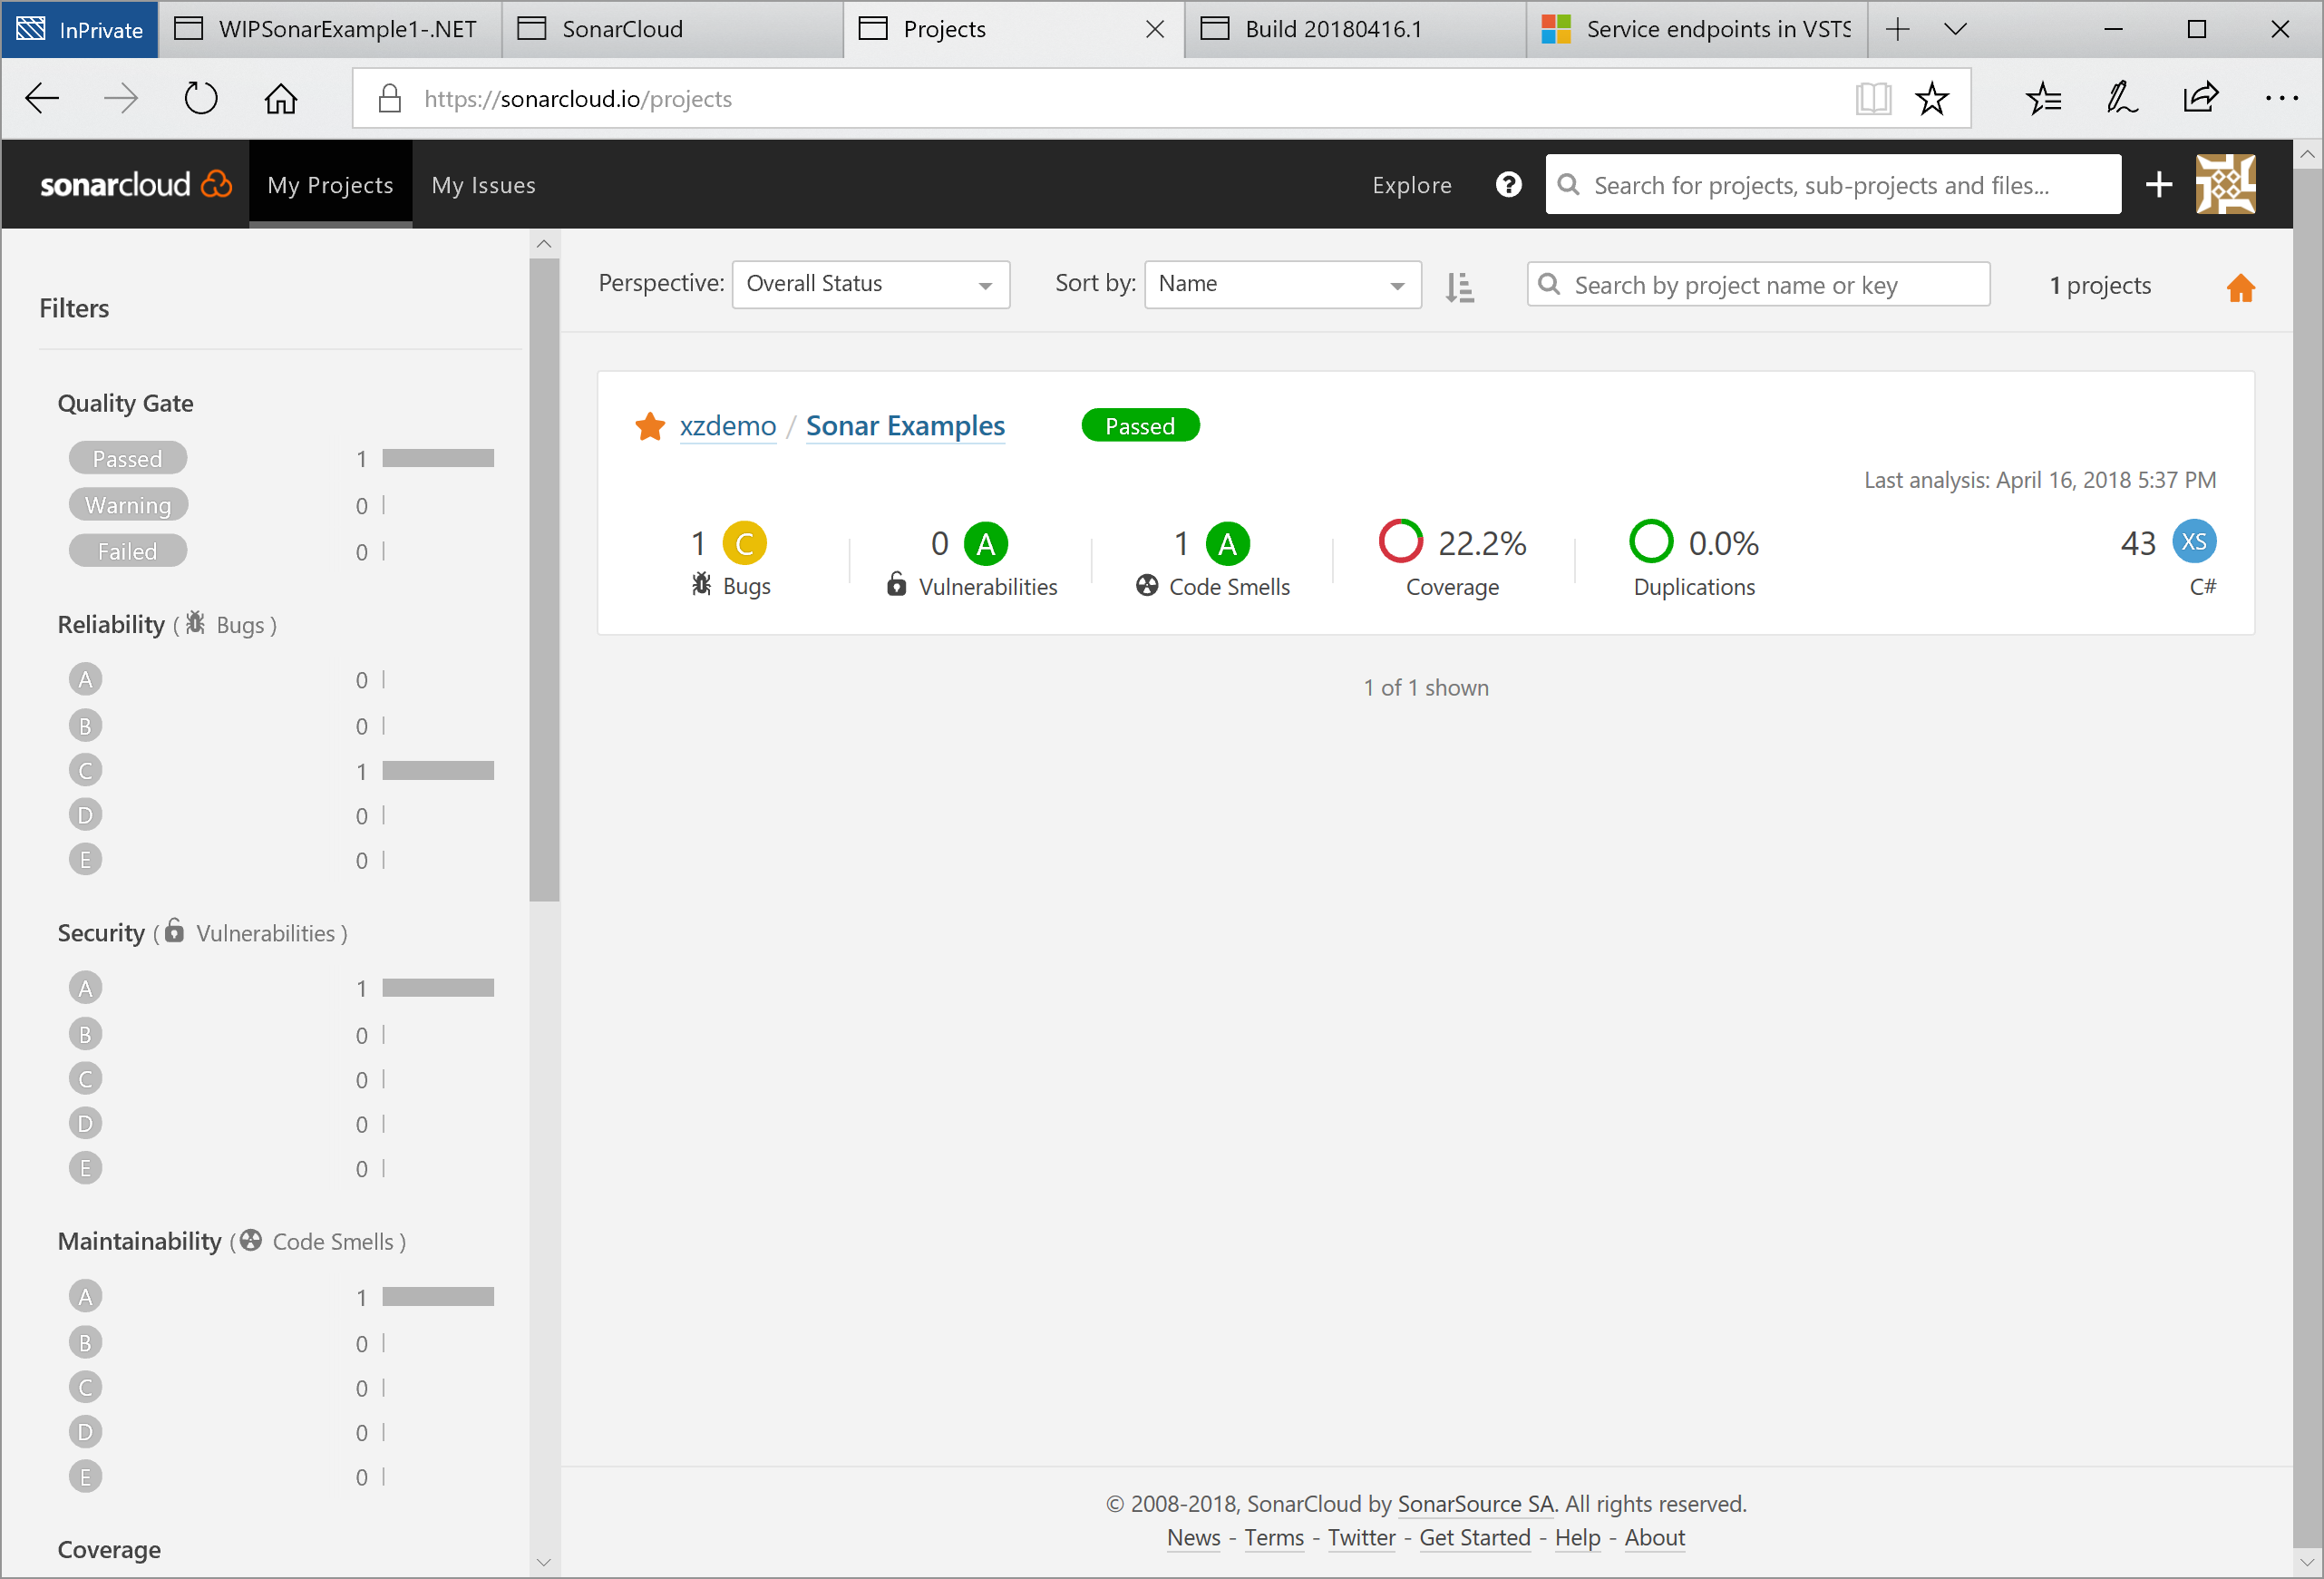 InPrivate WIPSonarExample1-.NET SonarCloud Projects Build 20180416.1 Service endpoints in VSTS
https://sonarcloud.io/projects
sonarcloud My Projects My Issues Explore ? Search for projects, sub-projects and files...
Perspective: Overall Status Sort by: Name Search by project name or key 1 projects
Filters
Quality Gate
Passed 1
Warning 0
Failed 0
Reliability ( Bugs )
A 0
B 0
C 1
D 0
E 0
Security ( Vulnerabilities )
A 1
B 0
C 0
D 0
E 0
Maintainability ( Code Smells )
A 1
B 0
C 0
D 0
E 0
Coverage
xzdemo / Sonar Examples Passed
Last analysis: April 16, 2018 5:37 PM
1 C 0 A 1 A 22.2% 0.0% 43 XS
Bugs Vulnerabilities Code Smells Coverage Duplications C#
1 of 1 shown
© 2008-2018, SonarCloud by SonarSource SA. All rights reserved.
News - Terms - Twitter - Get Started - Help - About